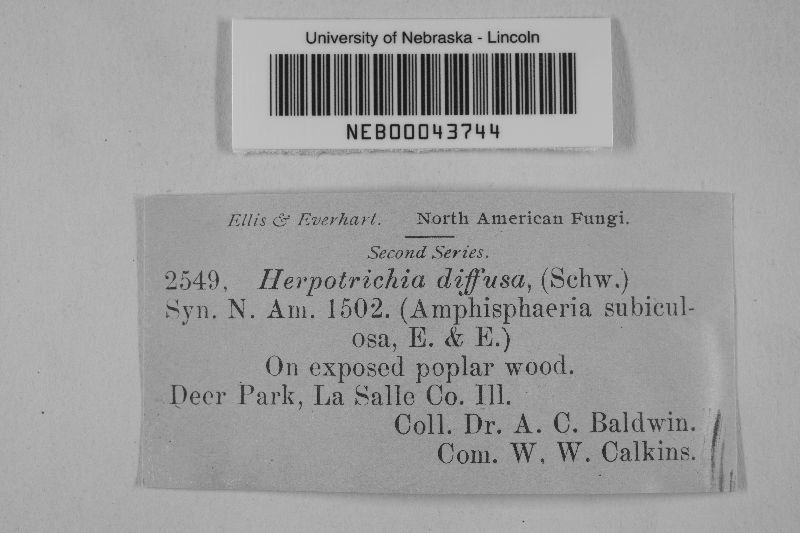 University of Nebraska - Lincoln
NEB00043744
Ellis & Everhart. North American Fungi.
Second Series.
2549, Herpotrichia diffusa, (Schw.)
Syn. N. Am. 1502. (Amphisphaeria subicul-
osa, E. & E.)
On exposed poplar wood.
Deer Park, La Salle Co. Ill.
Coll. Dr. A. C. Baldwin.
Com. W. W. Calkins.